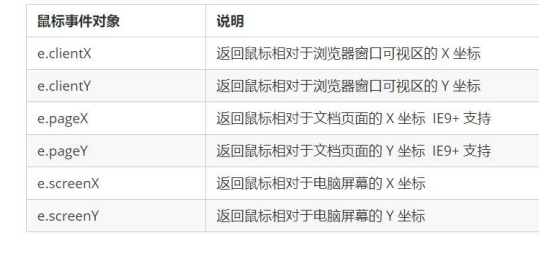 鼠标事件对象 说明
e.clientX 返回鼠标相对于浏览器窗口可视区的 X 坐标
e.clientY 返回鼠标相对于浏览器窗口可视区的 Y 坐标
e.pageX 返回鼠标相对于文档页面的 X 坐标 IE9+ 支持
e.pageY 返回鼠标相对于文档页面的 Y 坐标 IE9+ 支持
e.screenX 返回鼠标相对于电脑屏幕的 X 坐标
e.screenY 返回鼠标相对于电脑屏幕的 Y 坐标